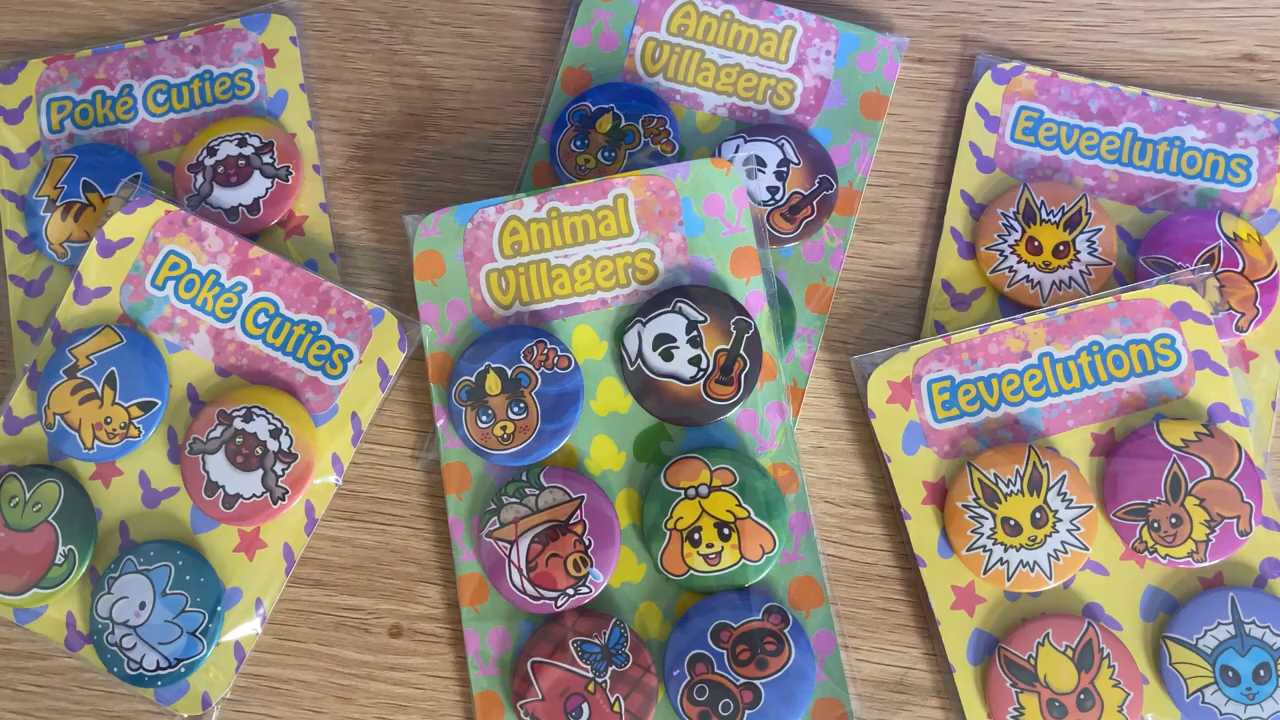 Poké Cuties
Animal
Villagers
Eeveelutions
Poké Cuties
Animal
Villagers
Eeveelutions